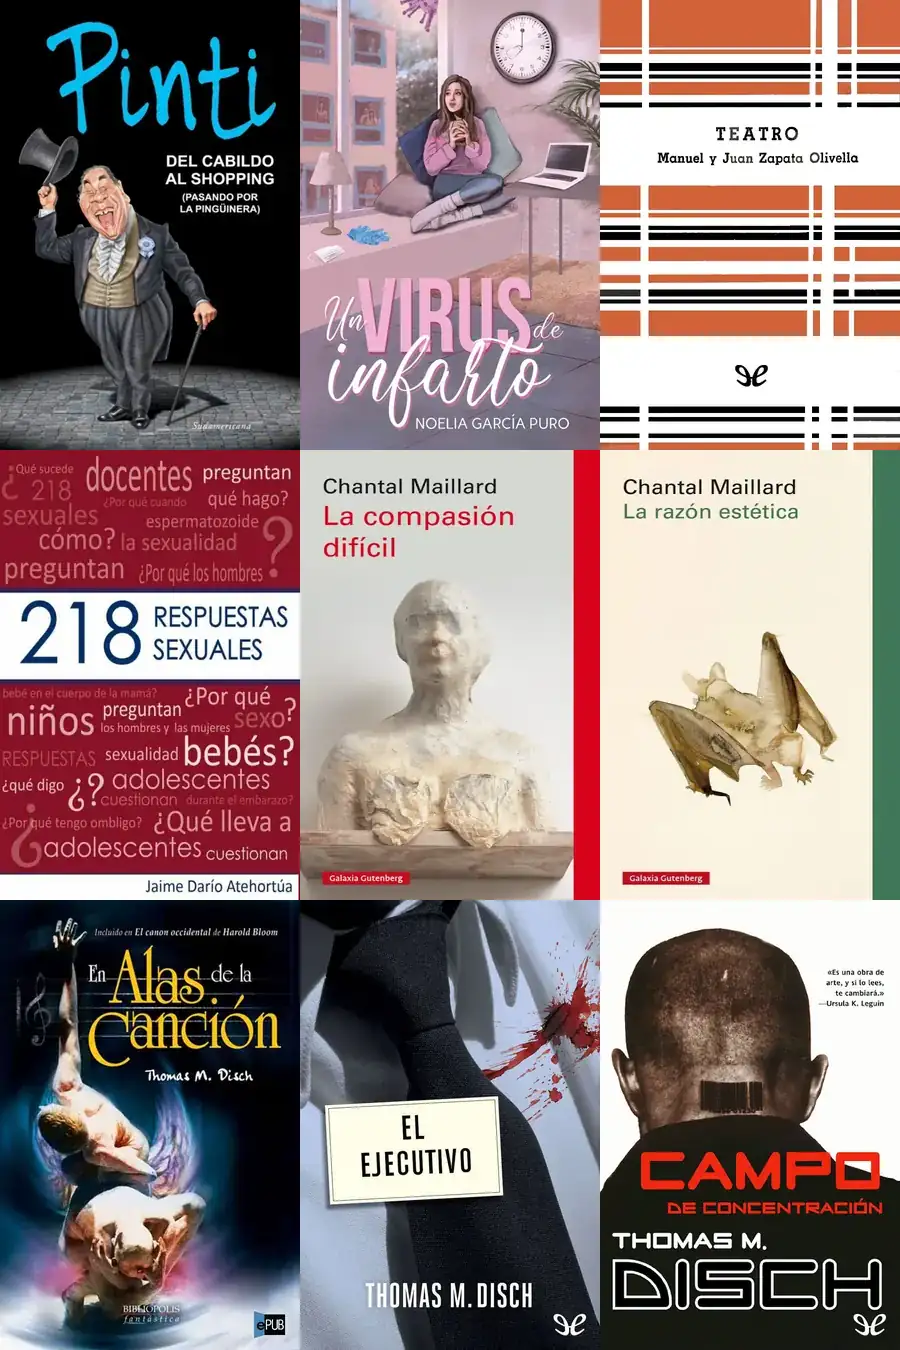 Pinti
DEL CABILDO
AL SHOPPING
(PASANDO POR
LA PINGÜINERA)
Sudamericana
Un VIRUS de
infarto
NOELIA GARCÍA PURO
TEATRO
Manuel y Juan Zapata Olivella
¿Qué sucede
docentes preguntan
¿ 218 ¿Por qué cuando qué hago?
sexuales espermatozoide
cómo? la sexualidad ?
preguntan ¿Por qué los hombres
218 RESPUESTAS
SEXUALES
bebé en el cuerpo de la mamá? ¿Por qué
niños preguntan sexo?
los hombres y las mujeres
RESPUESTAS sexualidad bebés?
¿qué digo ¿? adolescentes
cuestionan durante el embarazo?
¿Por qué tengo ombligo? ¿Qué lleva a
¿ adolescentes cuestionan
Jaime Darío Atehortúa
Chantal Maillard
La compasión
difícil
Galaxia Gutenberg
Chantal Maillard
La razón estética
Galaxia Gutenberg
Incluido en El canon occidental de Harold Bloom
En Alas de la
Canción
Thomas M. Disch
BIBLIÓPOLIS
fantástica
ePUB
EL
EJECUTIVO
THOMAS M. DISCH
«Es una obra de
arte, y si lo lees,
te cambiará.»
—Ursula K. Leguin
CAMPO
DE CONCENTRACIÓN
THOMAS M.
DISCH